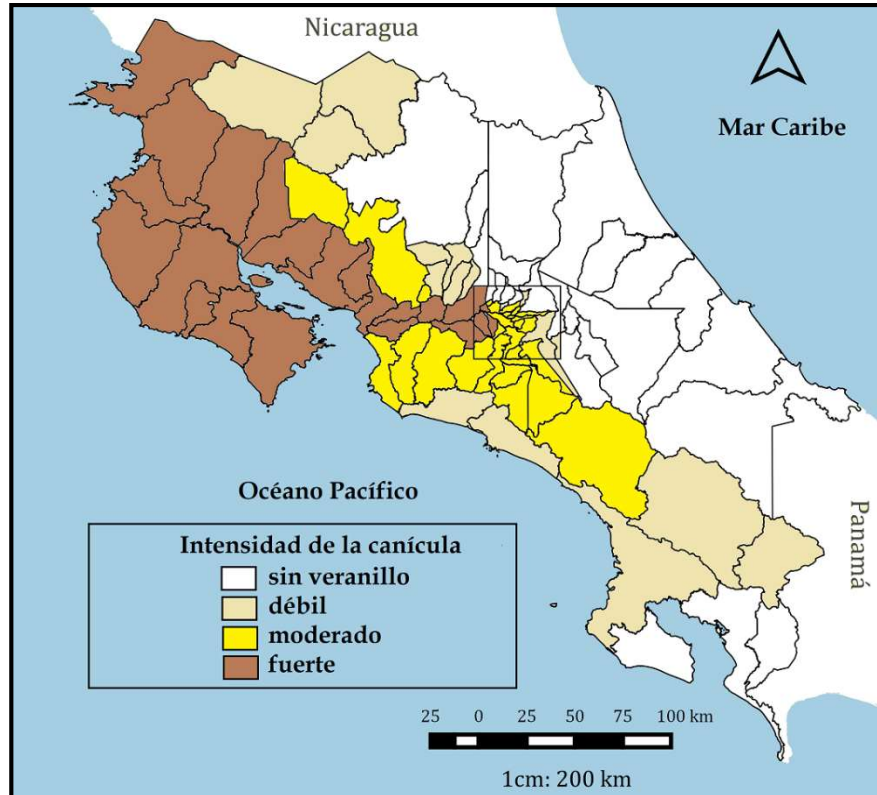 Nicaragua
Mar Caribe
Océano Pacífico
Panamá
Intensidad de la canícula
sin veranillo
débil
moderado
fuerte
25 0 25 50 75 100 km
1cm: 200 km